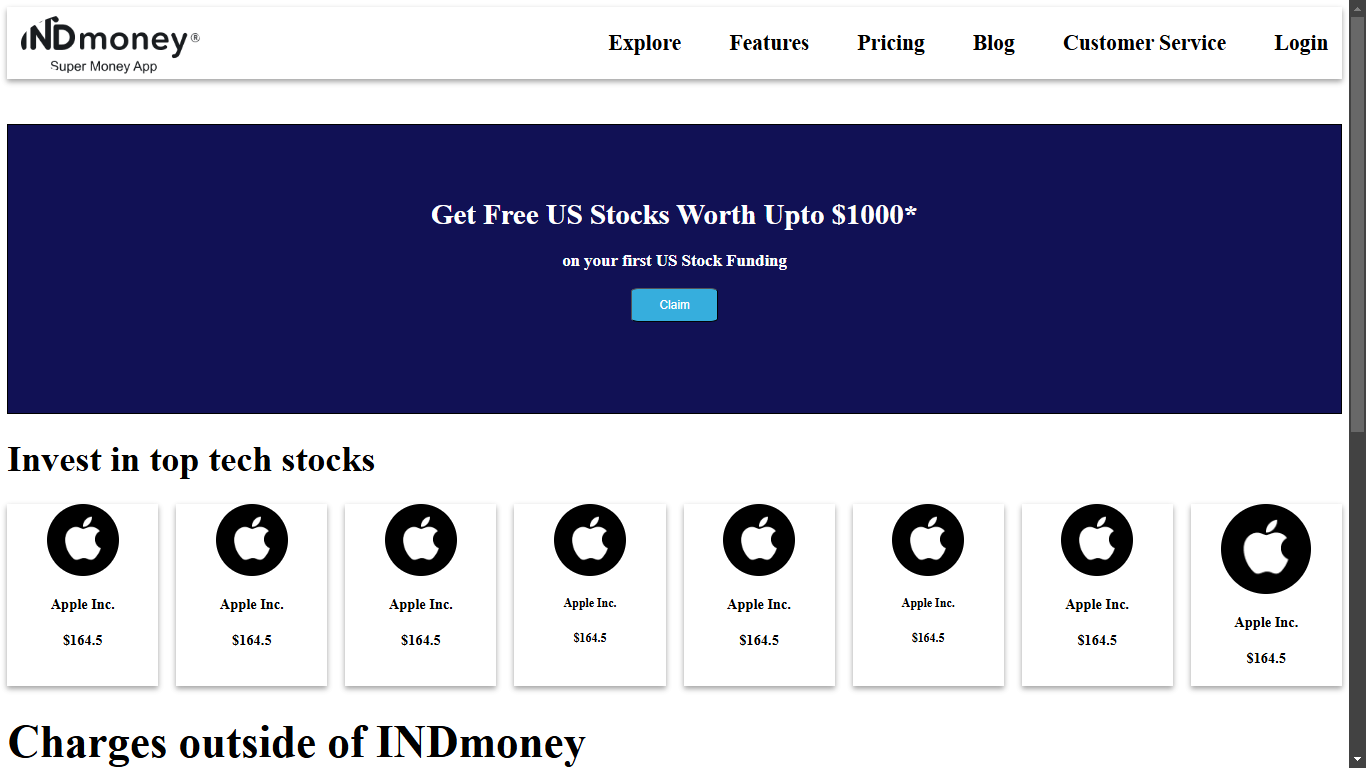 INDmoney®
Super Money App
Explore Features Pricing Blog Customer Service Login
Get Free US Stocks Worth Upto $1000*
on your first US Stock Funding
Claim
Invest in top tech stocks
Apple Inc. Apple Inc. Apple Inc. Apple Inc. Apple Inc. Apple Inc. Apple Inc. Apple Inc.
$164.5 $164.5 $164.5 $164.5 $164.5 $164.5 $164.5 $164.5
Charges outside of INDmoney